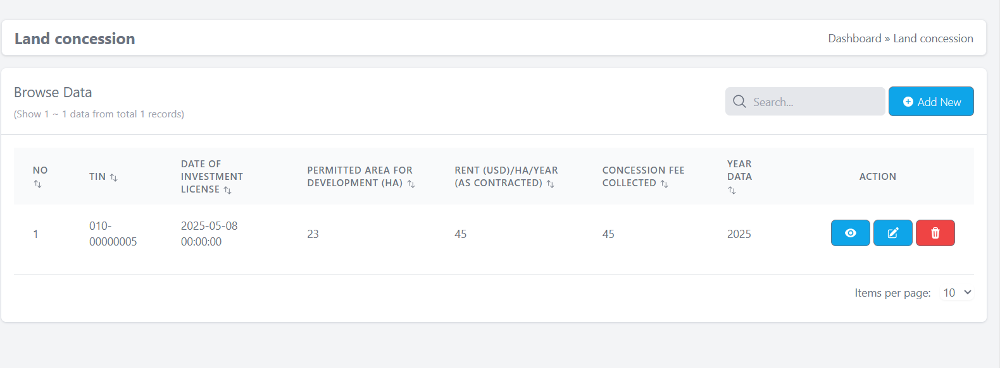 Land concession
Dashboard » Land concession
Browse Data
(Show 1 ~ 1 data from total 1 records)
Search...
Add New
NO
TIN
DATE OF
INVESTMENT
LICENSE
PERMITTED AREA FOR
DEVELOPMENT (HA)
RENT (USD)/HA/YEAR
(AS CONTRACTED)
CONCESSION FEE
COLLECTED
YEAR
DATA
ACTION
1
010-
00000005
2025-05-08
00:00:00
23
45
45
2025
Items per page: 10